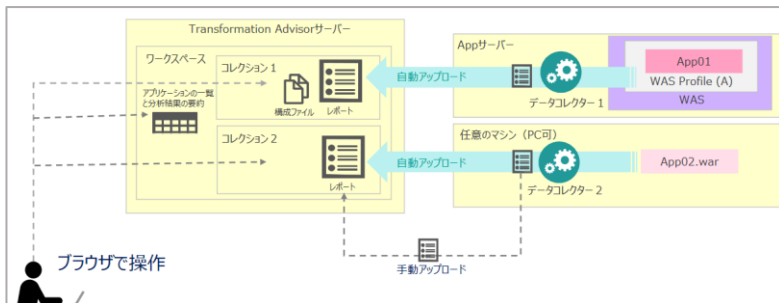 Transformation Advisorサーバー
ワークスペース
アプリケーションの一覧
と分析結果の要約
コレクション 1
構成ファイル
レポート
コレクション 2
レポート
自動アップロード
自動アップロード
手動アップロード
Appサーバー
データコレクター 1
App01
WAS Profile (A)
WAS
任意のマシン（PC可）
データコレクター 2
App02.war
ブラウザで操作